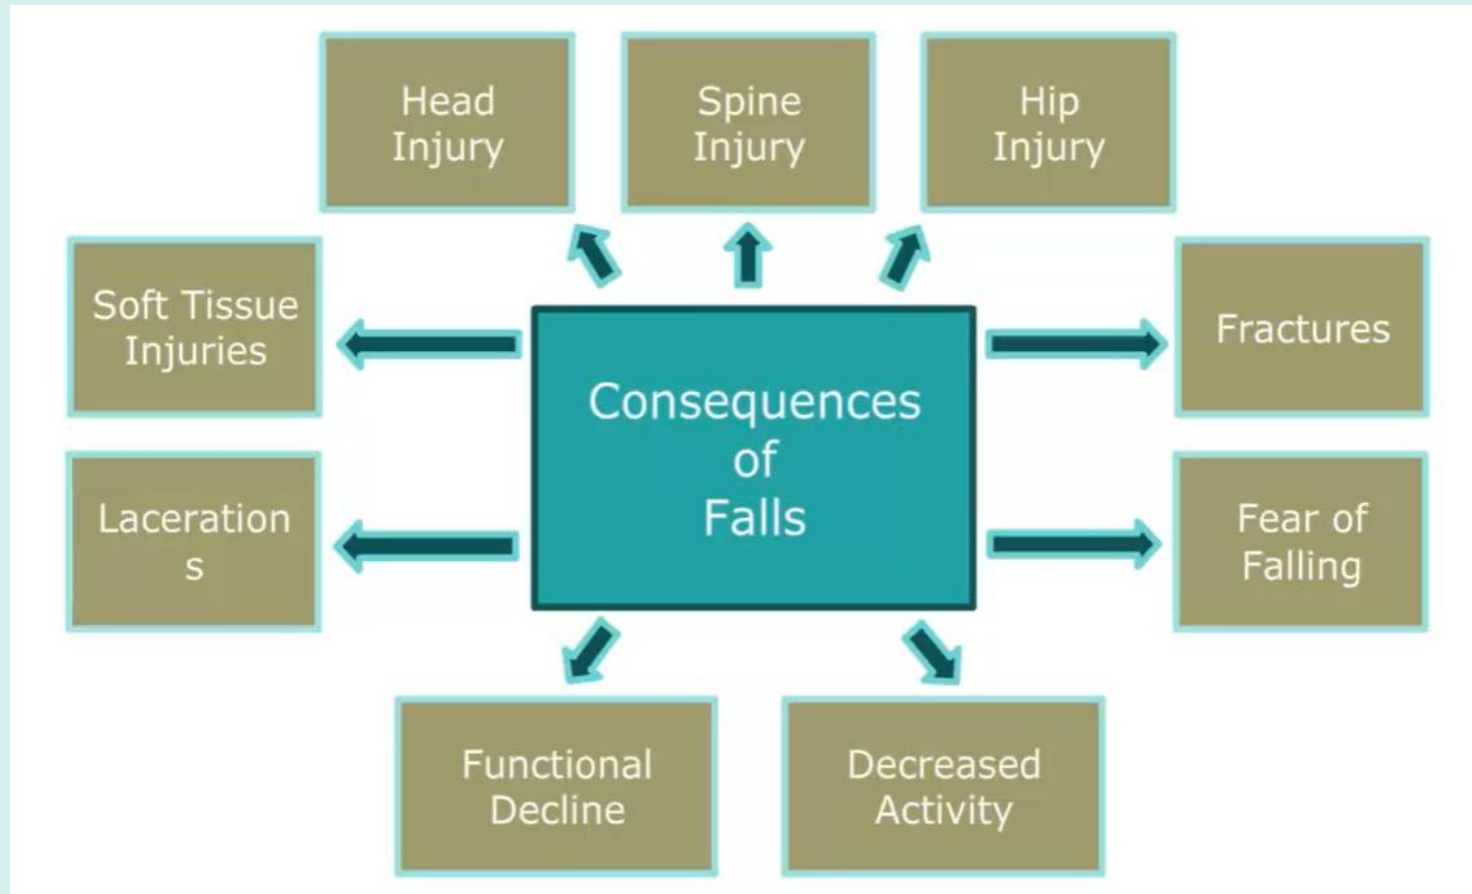 Head
Injury
Spine
Injury
Hip
Injury
Soft Tissue
Injuries
Fractures
Consequences
of
Falls
Laceration
s
Fear of
Falling
Functional
Decline
Decreased
Activity